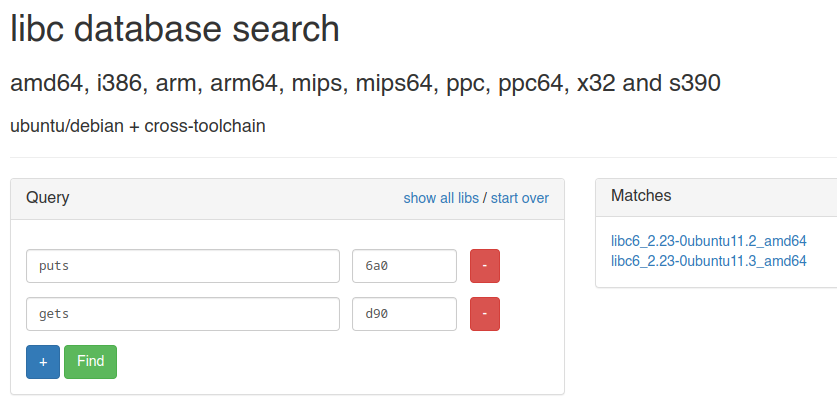 libc database search
amd64, i386, arm, arm64, mips, mips64, ppc, ppc64, x32 and s390
ubuntu/debian + cross-toolchain
Query show all libs / start over
puts 6a0 -
gets d90 -
+ Find
Matches
libc6_2.23-0ubuntu11.2_amd64
libc6_2.23-0ubuntu11.3_amd64